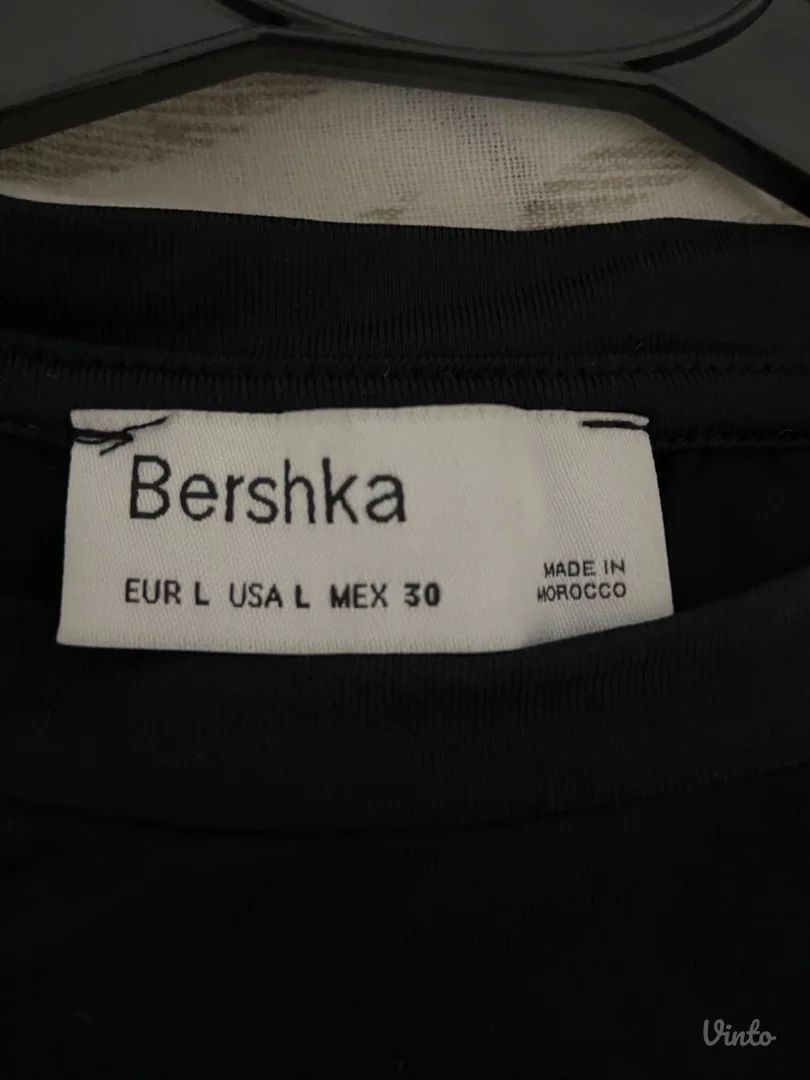 Bershka
EUR L USA L MEX 30
MADE IN
MOROCCO
Vinto